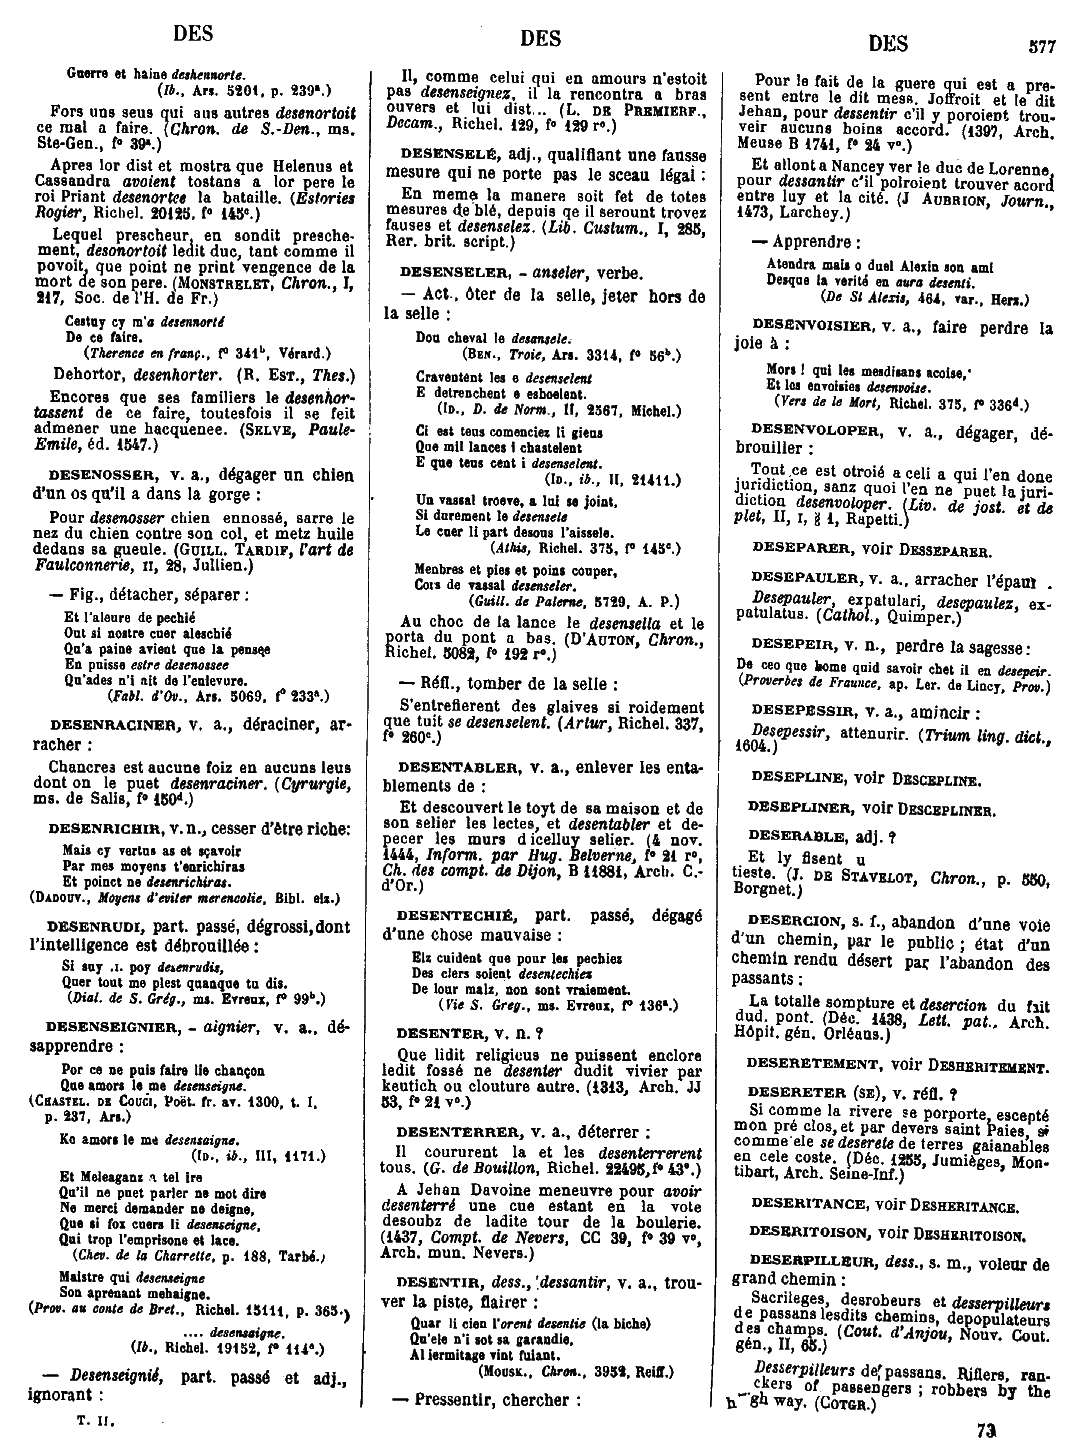 DES
DES
DES
577
Guerre et haine deshennorte.
(Ib., Ars. 5201, p. 239ª.)
Fors uns seus qui aus autres desenortoit
ce mal a faire. (Chron. de S.-Den., ms.
Ste-Gen., fº 39ª.)
Apres lor dist et mostra que Helenus et
Cassandra avoient tostans a lor pere le
roi Priant desenortee la bataille. (Estories
Rogier, Richel. 20125, fº 145ᶜ.)
Lequel prescheur, en sondit presche-
ment, desonortoit ledit duc, tant comme il
povoit, que point ne print vengence de la
mort de son pere. (MONSTRELET, Chron., I,
217, Soc. de l'H. de Fr.)
Cestuy cy m'a desennorté
De ce faire.
(Therence en franç., fº 341ᵇ, Vérard.)
Dehortor, desenhorter. (R. EST., Thes.)
Encores que ses familiers le desenhor-
tassent de ce faire, toutesfois il se feit
admener une hacquenee. (SELVE, Paule-
Emile, éd. 1547.)
DESENOSSER, v. a., dégager un chien
d'un os qu'il a dans la gorge :
Pour desenosser chien ennossé, sarre le
nez du chien contre son col, et metz huile
dedans sa gueule. (GUILL. TARDIF, l'art de
Faulconnerie, II, 28, Jullien.)
— Fig., détacher, séparer :
Et l'aleure de pechié
Out si nostre cuer aleschié
Qu'a paine avient que la pensee
En puisse estre desenossee
Qu'ades n'i ait de l'enlevure.
(Fabl. d'Ov., Ars. 5069, fº 233ª.)
DESENRACINER, v. a., déraciner, ar-
racher :
Chancres est aucune foiz en aucuns leus
dont on le puet desenraciner. (Cyrurgie,
ms. de Salis, fº 150ᵈ.)
DESENRICHIR, v. n., cesser d'être riche:
Mais cy vertus as et sçavoir
Par mes moyens t'enrichiras
Et poinct ne desenrichiras.
(DADOUV., Moyens d'eviter merencolie, Bibl. elz.)
DESENRUDI, part. passé, dégrossi, dont
l'intelligence est débrouillée :
Si suy .I. poy desenrudis,
Quer tout me plest quanque tu dis.
(Dial. de S. Grég., ms. Evreux, fº 99ᵇ.)
DESENSEIGNIER, - aignier, v. a., dé-
sapprendre :
Por ce ne puis faire lie chançon
Que amors le me desenseigne.
(CHASTEL. DE COUCI, Poët. fr. av. 1300, t. I,
p. 237, Ars.)
Ke amors le me desensaigne.
(ID., ib., III, 1171.)
Et Meleaganz a tel ire
Qu'il ne puet parler ne mot dire
Ne merci demander ne deigne,
Que si fox cuers li desenseigne,
Qui trop l'emprisone et lace.
(Chev. de la Charrette, p. 188, Tarbé.)
Maistre qui desenseigne
Son aprenant mehaigne.
(Prov. au conte de Bret., Richel. 15111, p. 365.)
.... desensaigne.
(Ib., Richel. 19152, fº 114ª.)
— Desenseignié, part. passé et adj.,
ignorant :
T. II.
Il, comme celui qui en amours n'estoit
pas desenseignez, il la rencontra a bras
ouvers et lui dist... (L. DE PREMIERF.,
Decam., Richel. 129, fº 129 rº.)
DESENSELÉ, adj., qualifiant une fausse
mesure qui ne porte pas le sceau légal :
En meme la manere soit fet de totes
mesures de blé, depuis qe il serount trovez
fauses et desenselez. (Lib. Custum., I, 285,
Rer. brit. script.)
DESENSELER, - anseler, verbe.
— Act., ôter de la selle, jeter hors de
la selle :
Dou cheval le desansele.
(BEN., Troie, Ars. 3314, fº 56ᵇ.)
Craventent les e desenselent
E detrenchent e esboelent.
(ID., D. de Norm., II, 2567, Michel.)
Ci est teus comenciez li gieus
Que mil lances i chastelent
E que teus cent i desenselent.
(ID., ib., II, 21411.)
Un vassal troeve, a lui se joint,
Si durement le desensele
Le cuer li part desous l'aissele.
(Athis, Richel. 375, fº 145ᶜ.)
Menbres et pies et poins couper,
Cors de vassal desenseler.
(Guill. de Palerne, 5729, A. P.)
Au choc de la lance le desensella et le
porta du pont a bas. (D'AUTON, Chron.,
Richel. 5082, fº 192 rº.)
— Réfl., tomber de la selle :
S'entrefierent des glaives si roidement
que tuit se desenselent. (Artur, Richel. 337,
fº 260ᶜ.)
DESENTABLER, v. a., enlever les enta-
blements de :
Et descouvert le toyt de sa maison et de
son selier les lectes, et desentabler et de-
pecer les murs d icelluy selier. (4 nov.
1444, Inform. par Hug. Belverne, fº 21 rº,
Ch. des compt. de Dijon, B 11881, Arch. C.-
d'Or.)
DESENTECHIÉ, part. passé, dégagé
d'une chose mauvaise :
Elz cuident que pour les pechiez
Des clers soient desentechiez
De lour malz, non sont vraiement.
(Vie S. Greg., ms. Evreux, fº 136ª.)
DESENTER, v. n. ?
Que lidit religieus ne puissent enclore
ledit fossé ne desenter dudit vivier par
keutich ou clouture autre. (1313, Arch. JJ
53, fº 21 vº.)
DESENTERRER, v. a., déterrer :
Il coururent la et les desenterrerent
tous. (G. de Bouillon, Richel. 22495, fº 43ᵉ.)
A Jehan Davoine meneuvre pour avoir
desenterré une cue estant en la vote
desoubz de ladite tour de la boulerie.
(1437, Compt. de Nevers, CC 39, fº 39 vº,
Arch. mun. Nevers.)
DESENTIR, dess., dessantir, v. a., trou-
ver la piste, flairer :
Quar li cien l'orent desentie (la biche)
Qu'ele n'i sot sa garandie,
Al iermitage vint fuiant.
(MOUSK., Chron., 3952, Reiff.)
— Pressentir, chercher :
Pour le fait de la guere qui est a pre-
sent entre le dit mess. Joffroit et le dit
Jehan, pour dessentir c'il y poroient trou-
veir aucuns boins accord. (1397, Arch.
Meuse B 1741, fº 24 vº.)
Et allont a Nancey ver le duc de Lorenne,
pour dessantir c'il polroient trouver acord
entre luy et la cité. (J AUBRION, Journ.,
1473, Larchey.)
— Apprendre :
Atendra mais o duel Alexin son ami
Desque la verité en aura desenti.
(De St Alexis, 464, var., Herz.)
DESENVOISIER, v. a., faire perdre la
joie à :
Mors ! qui les mesdisans acoise,
Et les envoisies desenvoise.
(Vers de le Mort, Richel. 375, fº 336ᵈ.)
DESENVOLOPER, v. a., dégager, dé-
brouiller :
Tout ce est otroié a celi a qui l'en done
juridiction, sanz quoi l'en ne puet la juri-
diction desenvoloper. (Liv. de jost. et de
plet, II, I, § 1, Rapetti.)
DESEPARER, voir DESSEPARER.
DESEPAULER, v. a., arracher l'épaul .
Desepauler, expatulari, desepaulez, ex-
patulatus. (Cathol., Quimper.)
DESEPEIR, v. n., perdre la sagesse :
De ceo que home quid savoir chet il en desepeir.
(Proverbes de Fraunce, ap. Ler. de Lincy, Prov.)
DESEPESSIR, v. a., amincir :
Desepessir, attenurir. (Trium ling. dict.,
1604.)
DESEPLINE, voir DESCEPLINE.
DESEPLINER, voir DESCEPLINER.
DESERABLE, adj. ?
Et ly fisent u
tieste. (J. DE STAVELOT, Chron., p. 550,
Borgnet.)
DESERCION, s. f., abandon d'une voie
d'un chemin, par le public ; état d'un
chemin rendu désert par l'abandon des
passants :
La totalle sompture et desercion du fait
dud. pont. (Déc. 1438, Lett. pat., Arch.
Hôpit. gén. Orléans.)
DESERETEMENT, voir DESHERITEMENT.
DESERETER (SE), v. réfl. ?
Si comme la rivere se porporte, escepté
mon pré clos, et par devers saint Paies, si
comme ele se deserete de terres gaianables
en cele coste. (Déc. 1255, Jumièges, Mon-
tibart, Arch. Seine-Inf.)
DESERITANCE, voir DESHERITANCE.
DESERITOISON, voir DESHERITOISON.
DESERPILLEUR, dess., s. m., voleur de
grand chemin :
Sacrileges, desrobeurs et desserpilleurs
de passans lesdits chemins, depopulateurs
des champs. (Cout. d'Anjou, Nouv. Cout.
gén., II, 65.)
Desserpilleurs de passans. Riflers, ran-
ckers of passengers ; robbers by the
h gh way. (COTGR.)
73